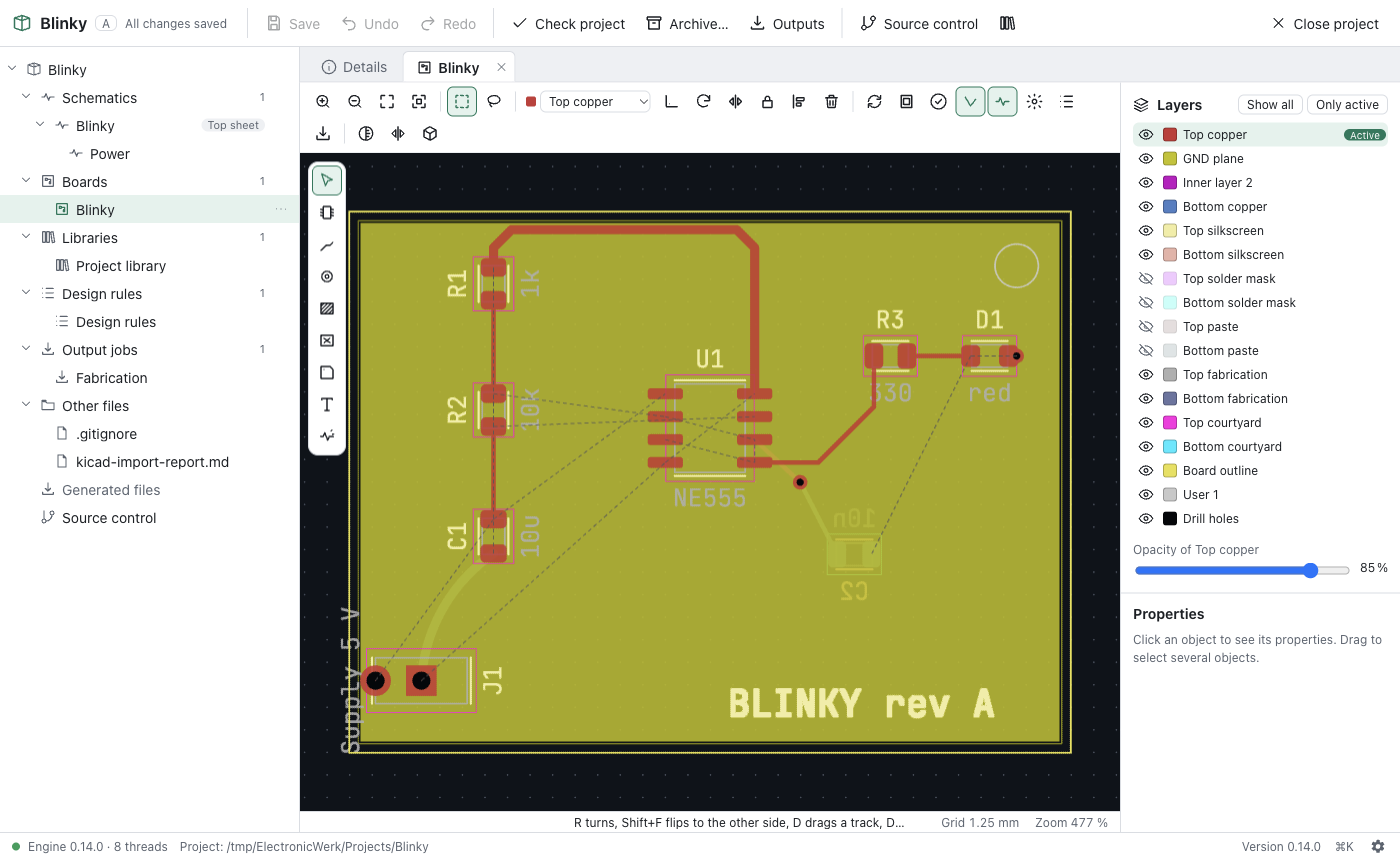 Blinky A All changes saved Save Undo Redo Check project Archive... Outputs Source control Close project
Blinky
Schematics 1
Blinky Top sheet
Power
Boards 1
Blinky ...
Libraries 1
Project library
Design rules 1
Design rules
Output jobs 1
Fabrication
Other files
.gitignore
kicad-import-report.md
Generated files
Source control
Details Blinky
Top copper
R1 1k
R3 D1
U1
330 red
R2 10k
NE555
10n
C1 10u
C2
Supply 5 V
J1
BLINKY rev A
R turns, Shift+F flips to the other side, D drags a track, D... Grid 1.25 mm Zoom 477 %
Layers Show all Only active
Top copper Active
GND plane
Inner layer 2
Bottom copper
Top silkscreen
Bottom silkscreen
Top solder mask
Bottom solder mask
Top paste
Bottom paste
Top fabrication
Bottom fabrication
Top courtyard
Bottom courtyard
Board outline
User 1
Drill holes
Opacity of Top copper
85 %
Properties
Click an object to see its properties. Drag to
select several objects.
Engine 0.14.0 · 8 threads Project: /tmp/ElectronicWerk/Projects/Blinky Version 0.14.0 ⌘K